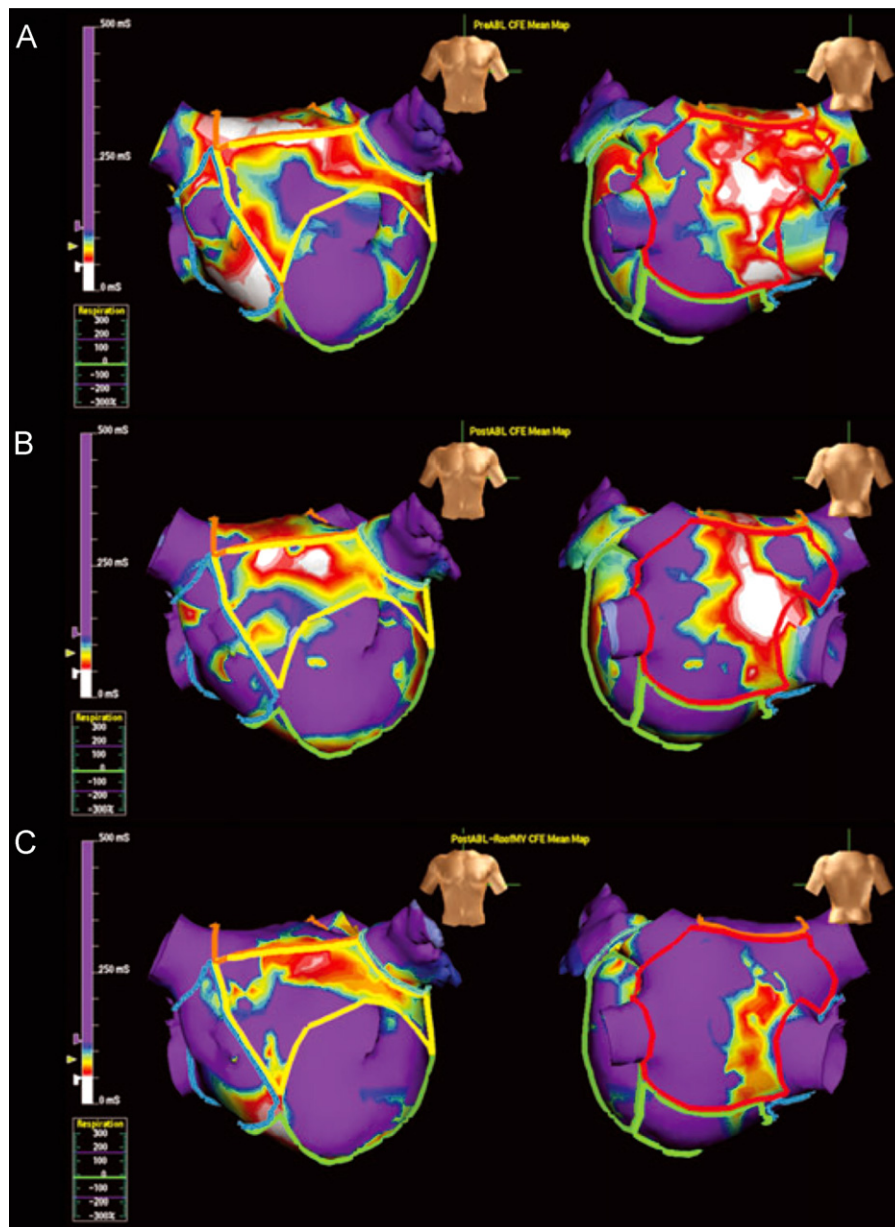 A
500 mS
PreABL CFE Mean Map
250 mS
0 mS
Respiration
300
200
100
0
-100
-200
-300%
B
500 mS
PostABL CFE Mean Map
250 mS
0 mS
Respiration
300
200
100
0
-100
-200
-300%
C
500 mS
PostABL-RoofMV CFE Mean Map
250 mS
0 mS
Respiration
300
200
100
0
-100
-200
-300%